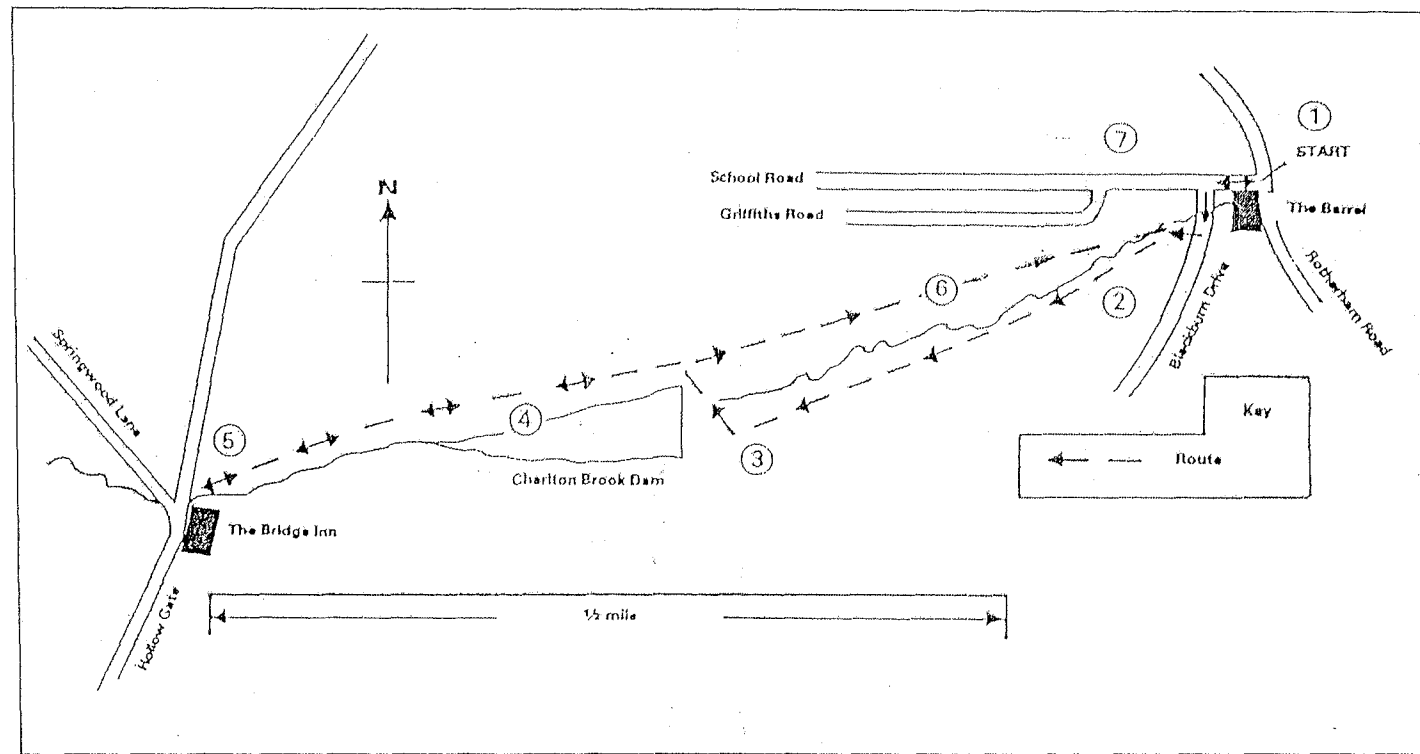 N
1
START
7
School Road
Griffiths Road
The Barrel
Rotherham Road
6
2
Blackburn Drive
Springwood Lane
4
5
3
Charlton Brook Dam
Key
Route
The Bridge Inn
Hollow Gate
½ mile